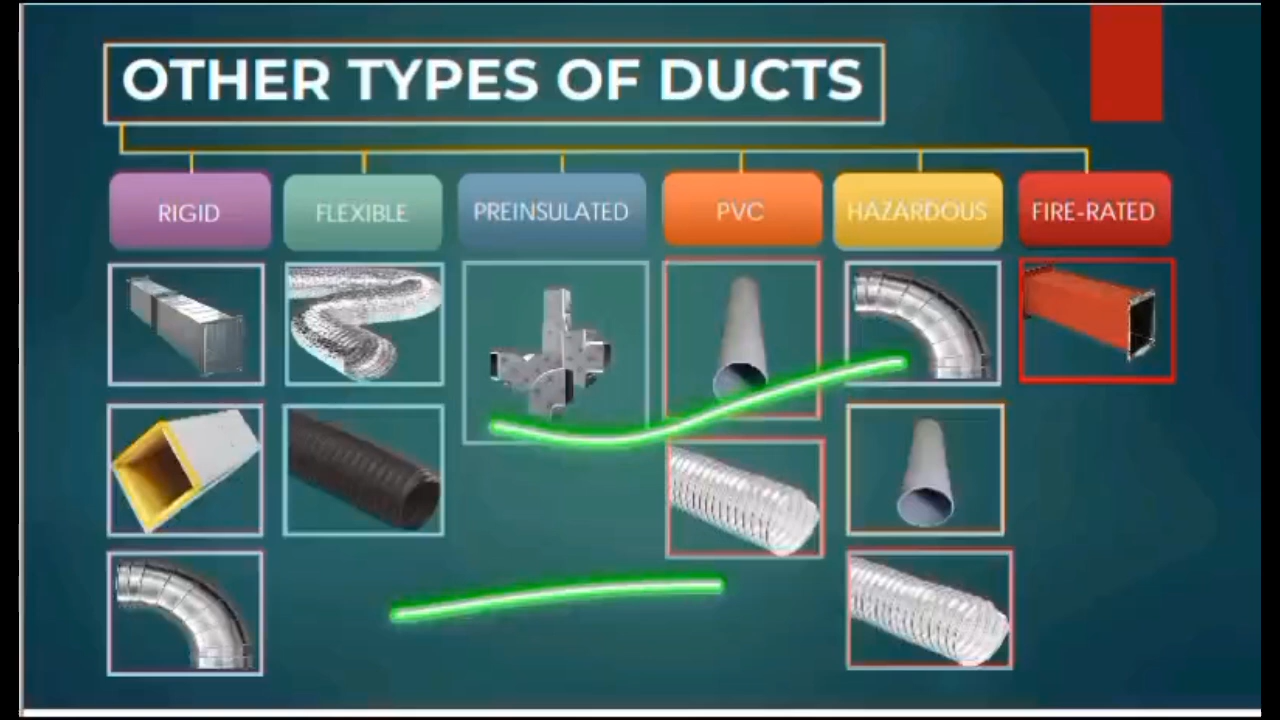 OTHER TYPES OF DUCTS
RIGID
FLEXIBLE
PREINSULATED
PVC
HAZARDOUS
FIRE-RATED